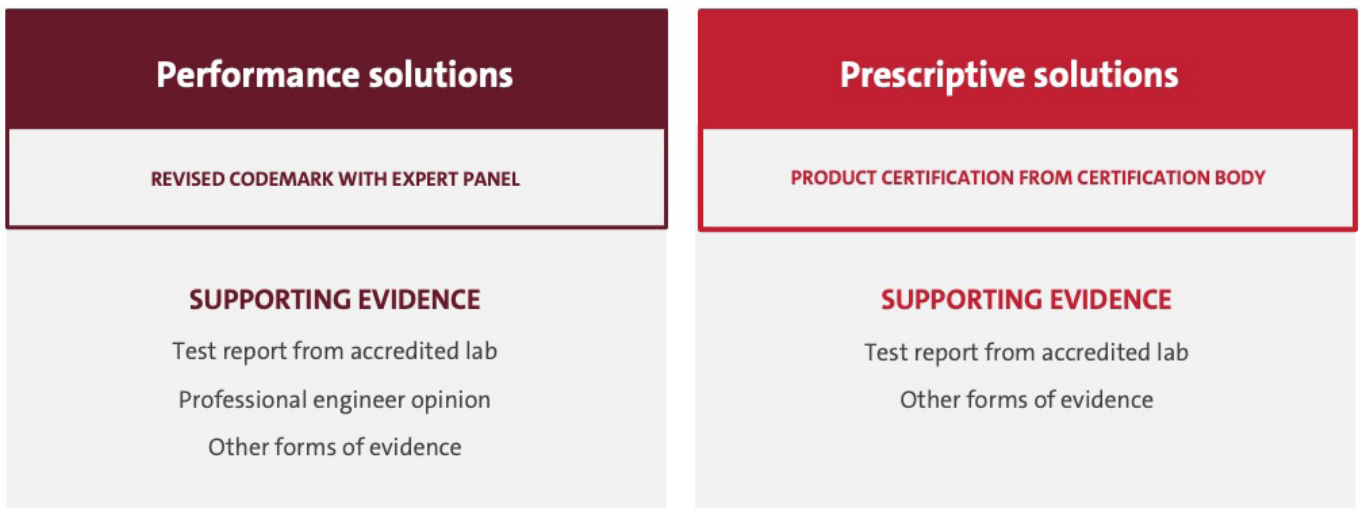 Performance solutions
REVISED CODEMARK WITH EXPERT PANEL
SUPPORTING EVIDENCE
Test report from accredited lab
Professional engineer opinion
Other forms of evidence
Prescriptive solutions
PRODUCT CERTIFICATION FROM CERTIFICATION BODY
SUPPORTING EVIDENCE
Test report from accredited lab
Other forms of evidence